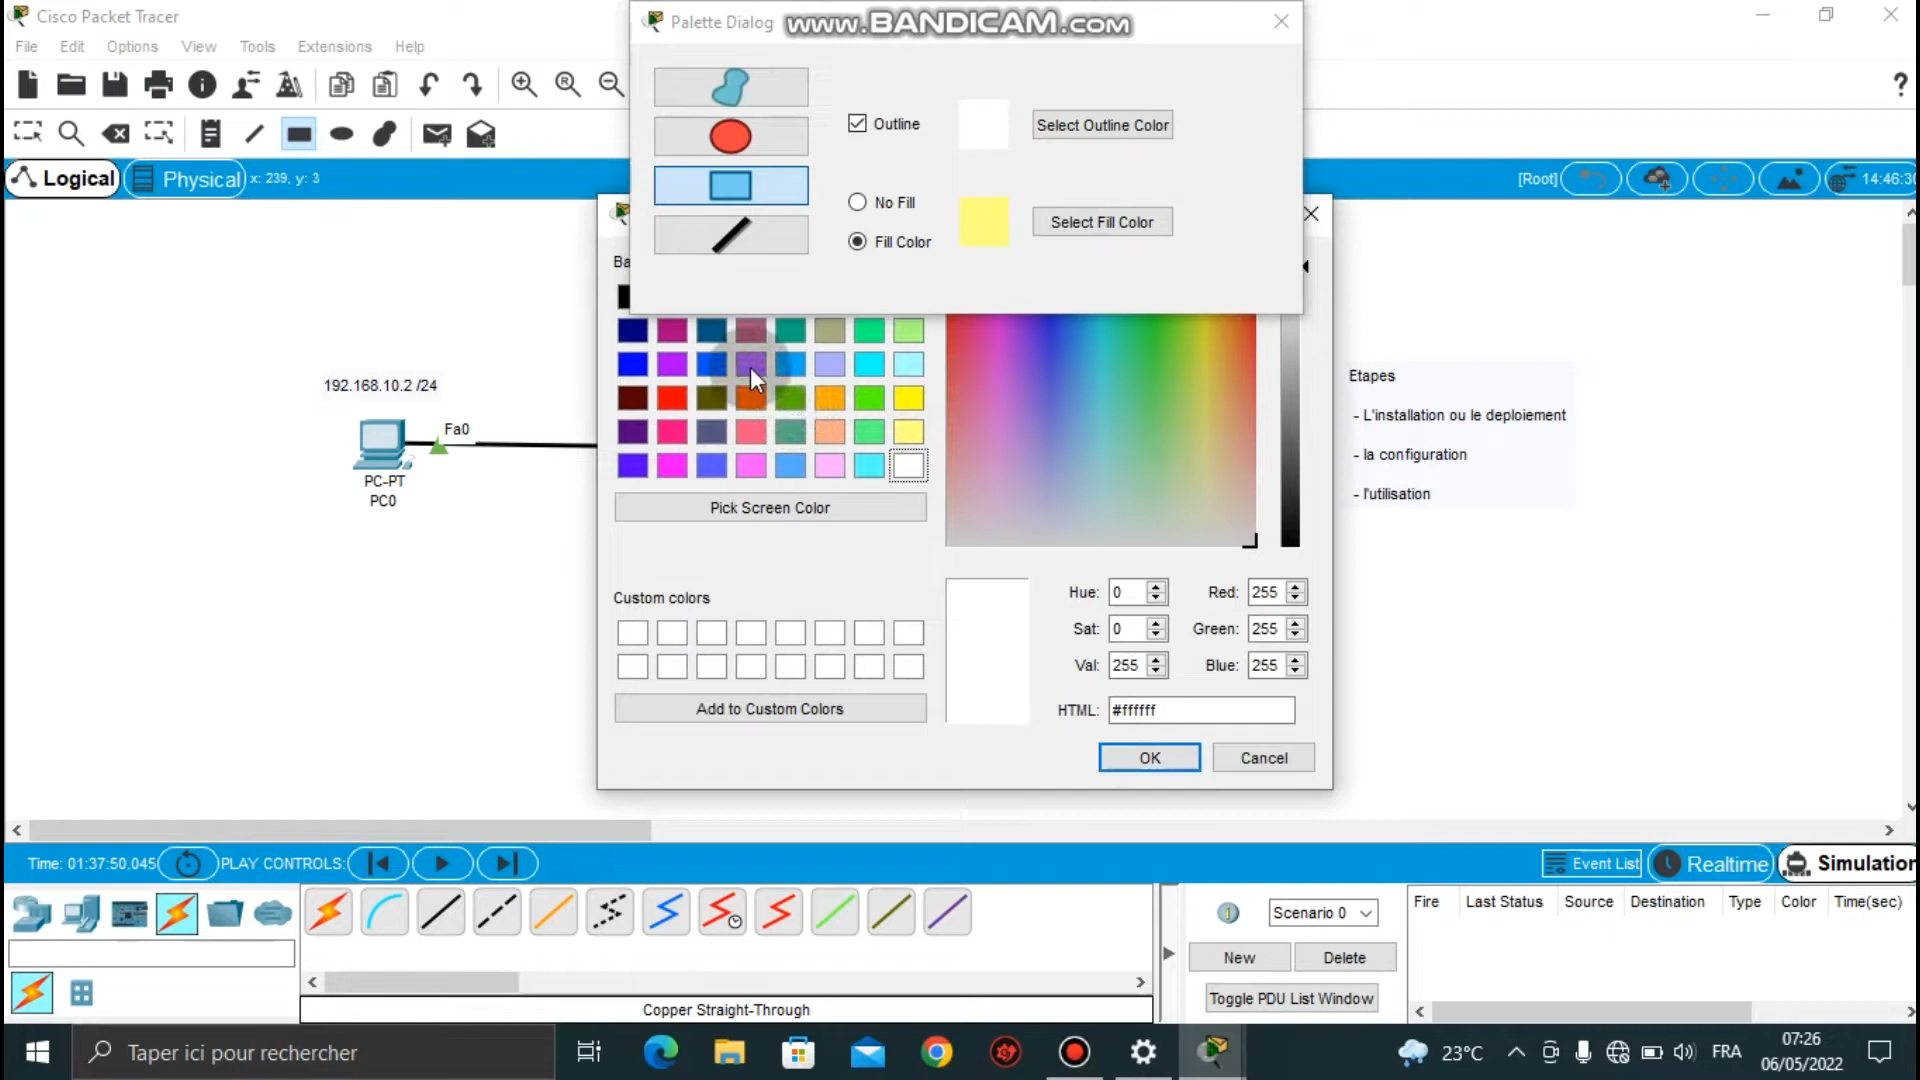 Cisco Packet Tracer
Palette Dialog
www.BANDICAM.com
File Edit Options View Tools Extensions Help
Outline
Select Outline Color
No Fill
Select Fill Color
Fill Color
Logical
Physical
x: 239, y: 3
[Root]
14:46:30
Ba
192.168.10.2 /24
Fa0
PC-PT
PC0
Etapes
- L'installation ou le deploiement
- la configuration
- l'utilisation
Pick Screen Color
Custom colors
Add to Custom Colors
Hue: 0
Red: 255
Sat: 0
Green: 255
Val: 255
Blue: 255
HTML: #ffffff
OK
Cancel
Time: 01:37:50.045
PLAY CONTROLS:
Event List
Realtime
Simulation
Scenario 0
Fire Last Status Source Destination Type Color Time(sec)
New
Delete
Toggle PDU List Window
Copper Straight-Through
Taper ici pour rechercher
23°C
FRA
07:26
06/05/2022